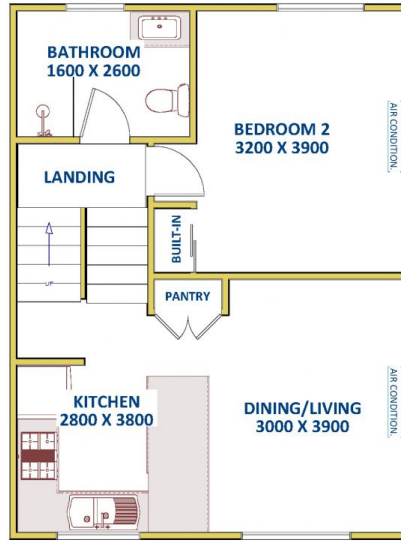 BATHROOM
1600 X 2600
BEDROOM 2
3200 X 3900
AIR CONDITION.
LANDING
BUILT-IN
UP
PANTRY
KITCHEN
2800 X 3800
DINING/LIVING
3000 X 3900
AIR CONDITION.